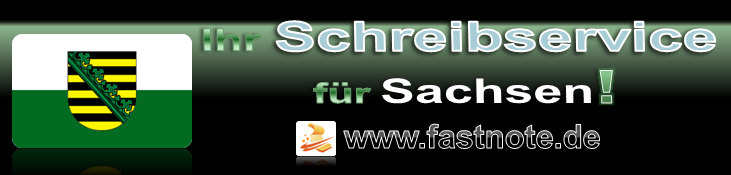 Ihr Schreibservice
für Sachsen!
www.fastnote.de